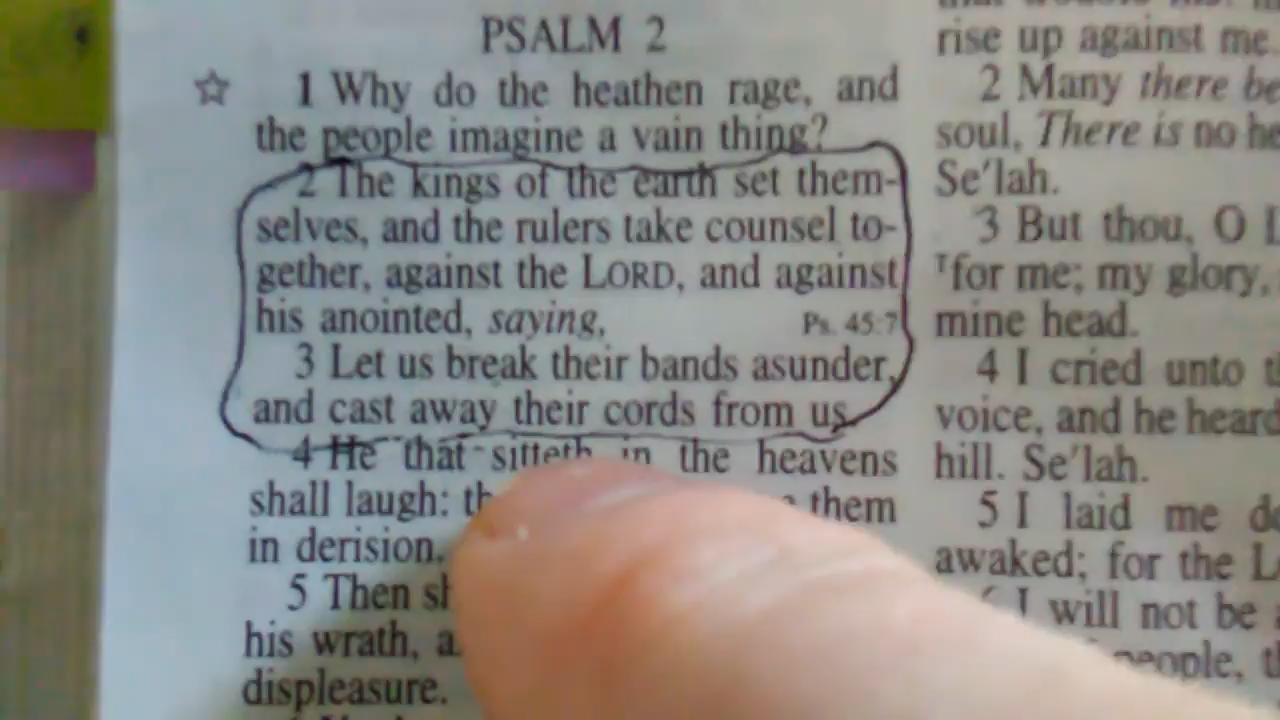 PSALM 2
☆ 1 Why do the heathen rage, and
the people imagine a vain thing?
2 The kings of the earth set them-
selves, and the rulers take counsel to-
gether, against the LORD, and against
his anointed, saying, Ps. 45:7
3 Let us break their bands asunder,
and cast away their cords from us.
4 He that sitteth in the heavens
shall laugh: them
in derision.
5 Then
his wrath,
displeasure.
rise up against me.
2 Many there be
soul, There is no
Se'lah.
3 But thou, O
for me; my glory,
mine head.
4 I cried unto
voice, and he heard
hill. Se'lah.
5 I laid me
awaked; for the
I will not be
people,